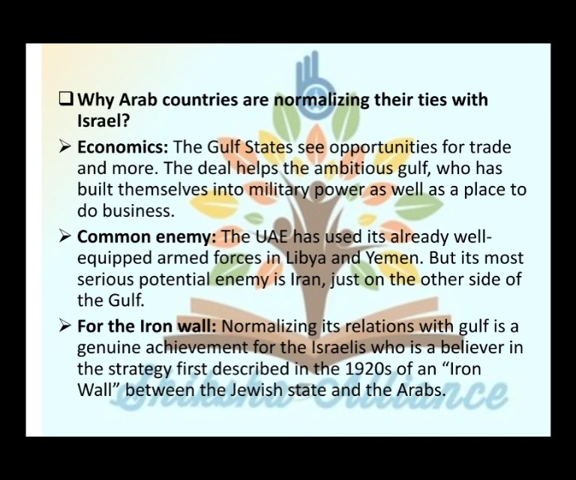 ❑ Why Arab countries are normalizing their ties with
Israel?
➢ Economics: The Gulf States see opportunities for trade
and more. The deal helps the ambitious gulf, who has
built themselves into military power as well as a place to
do business.
➢ Common enemy: The UAE has used its already well-
equipped armed forces in Libya and Yemen. But its most
serious potential enemy is Iran, just on the other side of
the Gulf.
➢ For the Iron wall: Normalizing its relations with gulf is a
genuine achievement for the Israelis who is a believer in
the strategy first described in the 1920s of an “Iron
Wall” between the Jewish state and the Arabs.
Shiksha Alliance